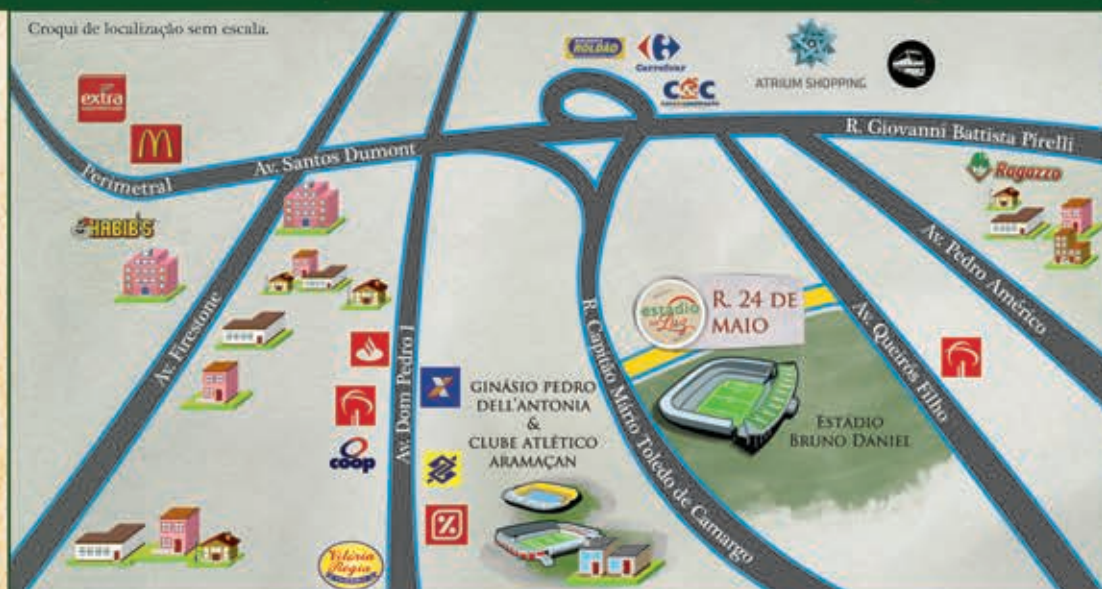 Croqui de localização sem escala.
extra
ROLDÃO
Carrefour
C&C
ATRIUM SHOPPING
Perimetral
Av. Santos Dumont
R. Giovanni Battista Pirelli
Ragazzo
HABIB'S
Av. Firestone
Av. Dom Pedro I
R. Capitão Mário Toledo de Camargo
Av. Queirós Filho
Av. Pedro Américo
estádio
da Luz
R. 24 DE
MAIO
GINÁSIO PEDRO
DELL'ANTONIA
&
CLUBE ATLÉTICO
ARAMAÇAN
ESTÁDIO
BRUNO DANIEL
coop
Vitória
Régia